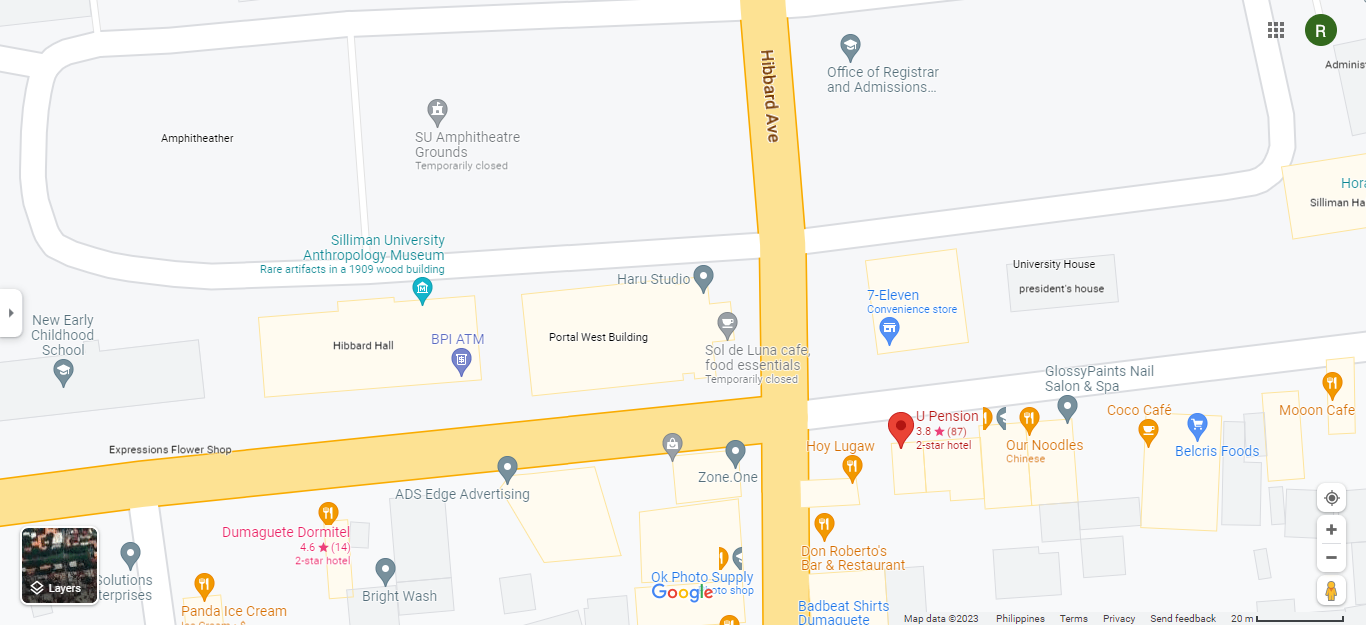 R
Hibbard Ave
Office of Registrar
and Admissions...
Adminis
Amphitheather
SU Amphitheatre
Grounds
Temporarily closed
Hora
Silliman Ha
Silliman University
Anthropology Museum
Rare artifacts in a 1909 wood building
Haru Studio
University House
president's house
7-Eleven
Convenience store
New Early
Childhood
School
Hibbard Hall
BPI ATM
Portal West Building
Sol de Luna cafe,
food essentials
Temporarily closed
GlossyPaints Nail
Salon & Spa
Coco Café
Mooon Cafe
U Pension
3.8 ★ (87)
2-star hotel
Our Noodles
Chinese
Belcris Foods
Hoy Lugaw
Expressions Flower Shop
Zone.One
ADS Edge Advertising
Dumaguete Dormitel
4.6 ★ (14)
2-star hotel
Don Roberto's
Bar & Restaurant
Layers
Solutions
terprises
Bright Wash
Ok Photo Supply
oto shop
Google
Panda Ice Cream
Badbeat Shirts
Dumaguete
Map data ©2023 Philippines Terms Privacy Send feedback 20 m